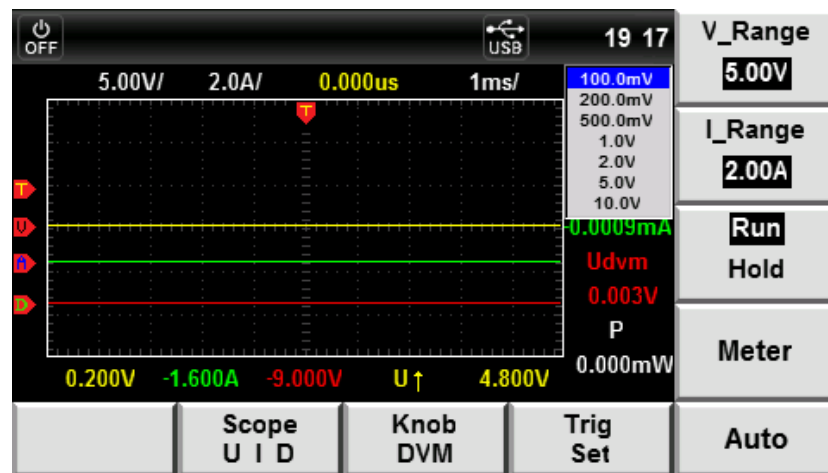 OFF
USB
19 17
5.00V/ 2.0A/ 0.000us 1ms/
T
100.0mV
200.0mV
500.0mV
1.0V
2.0V
5.0V
10.0V
T
V
A
D
-0.0009mA
Udvm
0.003V
P
0.000mW
0.200V -1.600A -9.000V U↑ 4.800V
V_Range
5.00V
I_Range
2.00A
Run
Hold
Meter
Auto
Scope
U I D
Knob
DVM
Trig
Set